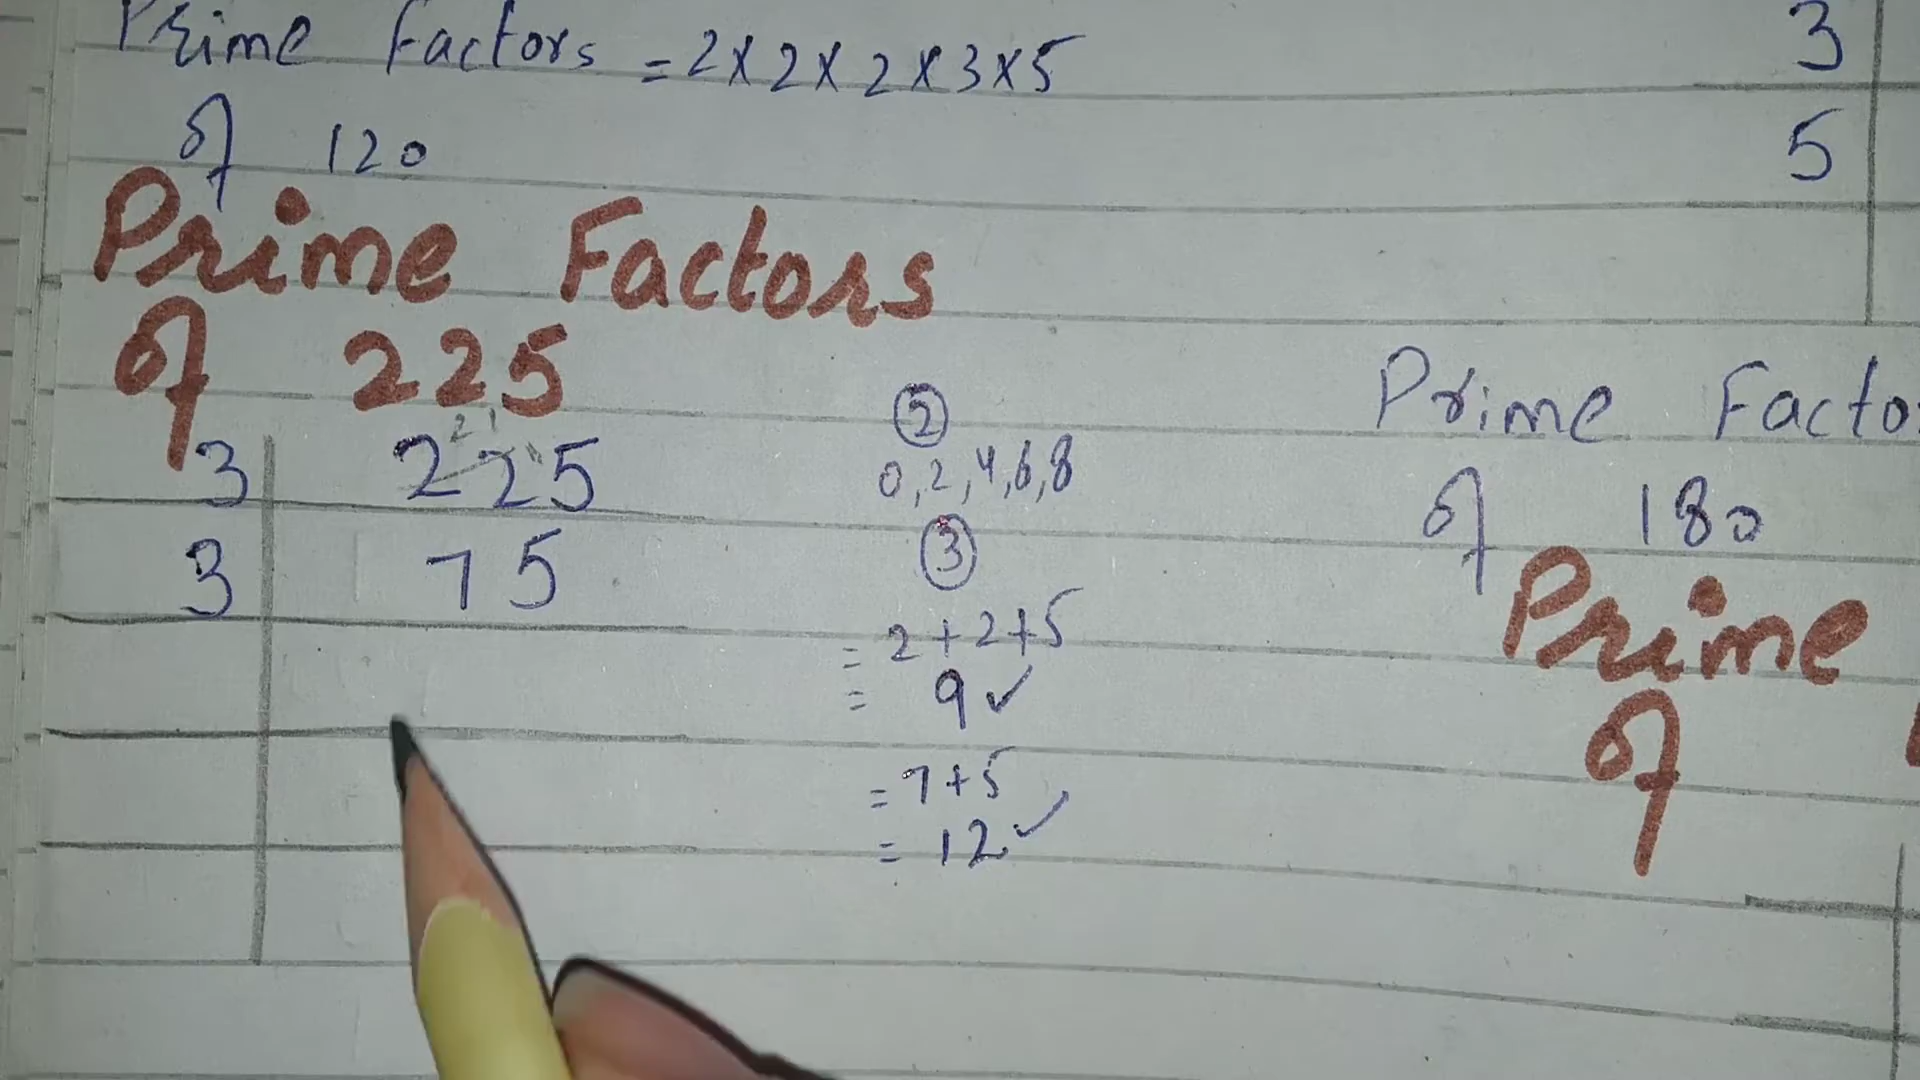 Prime Factors = 2×2×2×3×5
of 120
Prime Factors
of 225
21
3 225
3 75
②
0,2,4,6,8
③
= 2+2+5
= 9✓
= 7+5
= 12✓
3
5
Prime Facto
of 180
Prime
of